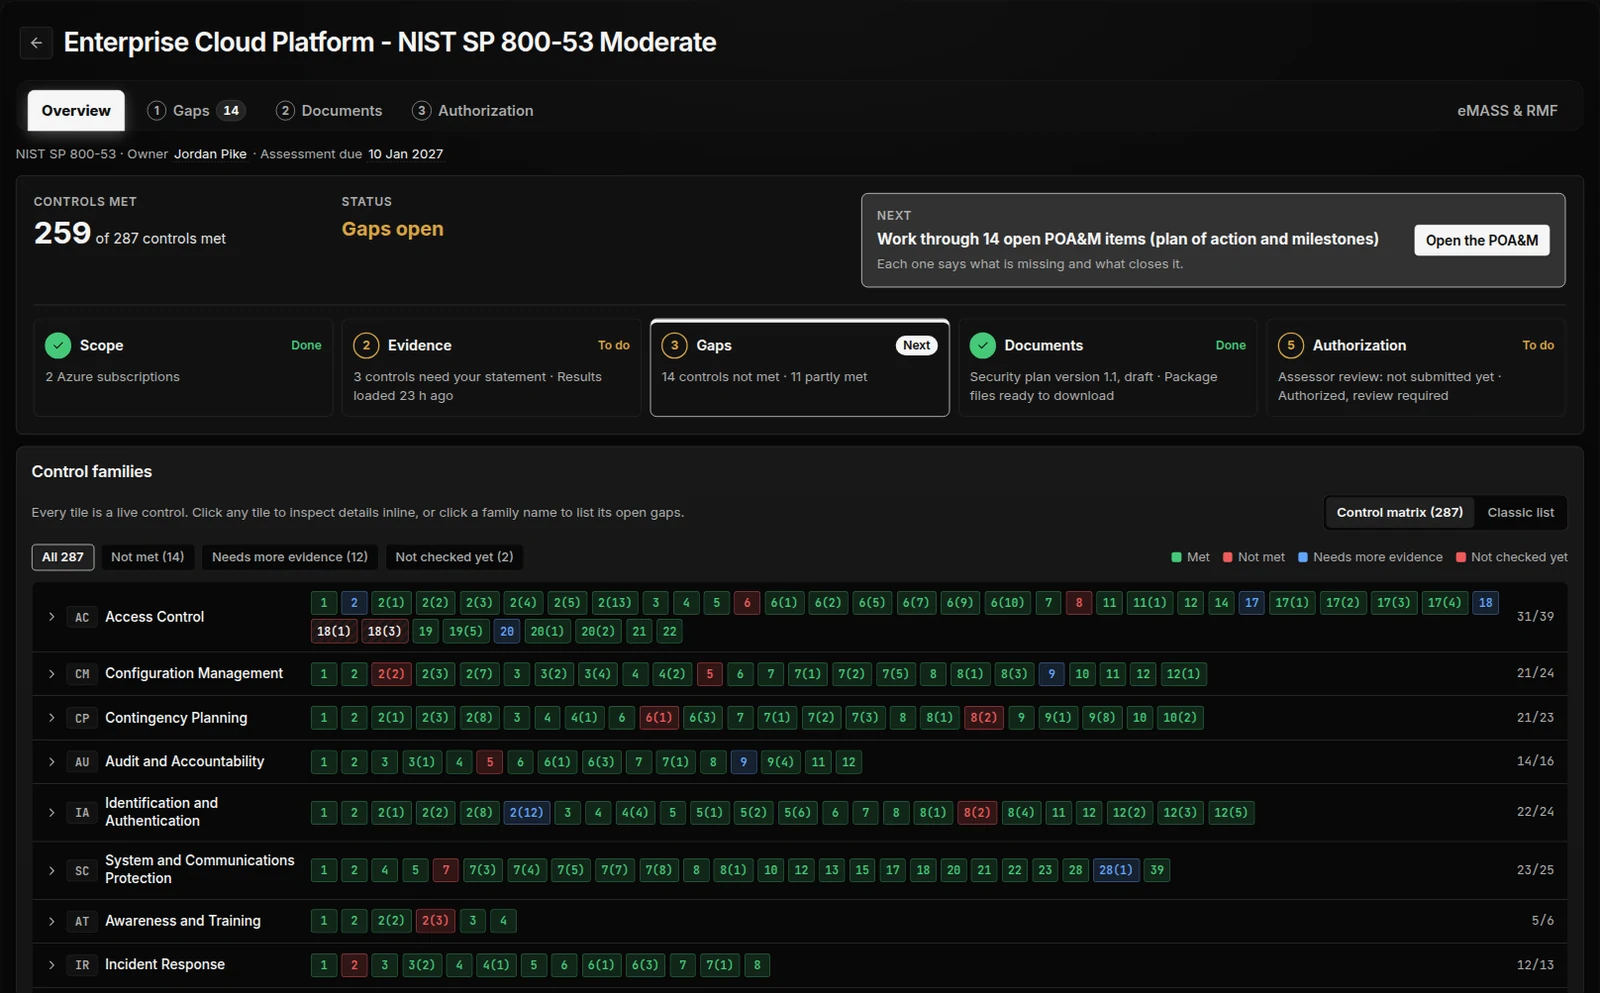 Enterprise Cloud Platform - NIST SP 800-53 Moderate
Overview 1 Gaps 14 2 Documents 3 Authorization eMASS & RMF
NIST SP 800-53 · Owner Jordan Pike · Assessment due 10 Jan 2027
CONTROLS MET
259 of 287 controls met
STATUS
Gaps open
NEXT
Work through 14 open POA&M items (plan of action and milestones)
Each one says what is missing and what closes it.
Open the POA&M
Scope Done
2 Azure subscriptions
2 Evidence To do
3 controls need your statement · Results
loaded 23 h ago
3 Gaps Next
14 controls not met · 11 partly met
Documents Done
Security plan version 1.1, draft · Package
files ready to download
5 Authorization To do
Assessor review: not submitted yet ·
Authorized, review required
Control families
Every tile is a live control. Click any tile to inspect details inline, or click a family name to list its open gaps.
Control matrix (287) Classic list
All 287 Not met (14) Needs more evidence (12) Not checked yet (2)
Met Not met Needs more evidence Not checked yet
AC Access Control
1 2 2(1) 2(2) 2(3) 2(4) 2(5) 2(13) 3 4 5 6 6(1) 6(2) 6(5) 6(7) 6(9) 6(10) 7 8 11 11(1) 12 14 17 17(1) 17(2) 17(3) 17(4) 18
18(1) 18(3) 19 19(5) 20 20(1) 20(2) 21 22
31/39
CM Configuration Management 1 2 2(2) 2(3) 2(7) 3 3(2) 3(4) 4 4(2) 5 6 7 7(1) 7(2) 7(5) 8 8(1) 8(3) 9 10 11 12 12(1) 21/24
CP Contingency Planning 1 2 2(1) 2(3) 2(8) 3 4 4(1) 6 6(1) 6(3) 7 7(1) 7(2) 7(3) 8 8(1) 8(2) 9 9(1) 9(8) 10 10(2) 21/23
AU Audit and Accountability 1 2 3 3(1) 4 5 6 6(1) 6(3) 7 7(1) 8 9 9(4) 11 12 14/16
IA Identification and
Authentication
1 2 2(1) 2(2) 2(8) 2(12) 3 4 4(4) 5 5(1) 5(2) 5(6) 6 7 8 8(1) 8(2) 8(4) 11 12 12(2) 12(3) 12(5) 22/24
SC System and Communications
Protection
1 2 4 5 7 7(3) 7(4) 7(5) 7(7) 7(8) 8 8(1) 10 12 13 15 17 18 20 21 22 23 28 28(1) 39 23/25
AT Awareness and Training 1 2 2(2) 2(3) 3 4 5/6
IR Incident Response 1 2 3 3(2) 4 4(1) 5 6 6(1) 6(3) 7 7(1) 8 12/13